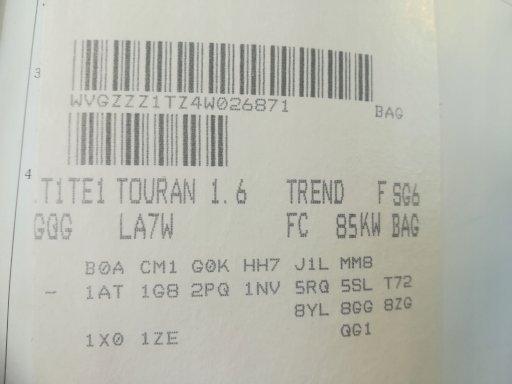 3
WVGZZZ1TZ4W026871
BAG
4
.T1TE1 TOURAN 1.6 TREND F SG6
GQG LA7W FC 85KW BAG
B0A CM1 G0K HH7 J1L MM8
- 1AT 1G8 2PQ 1NV 5RQ 5SL T72
8YL 8GG 8ZG
1X0 1ZE QG1